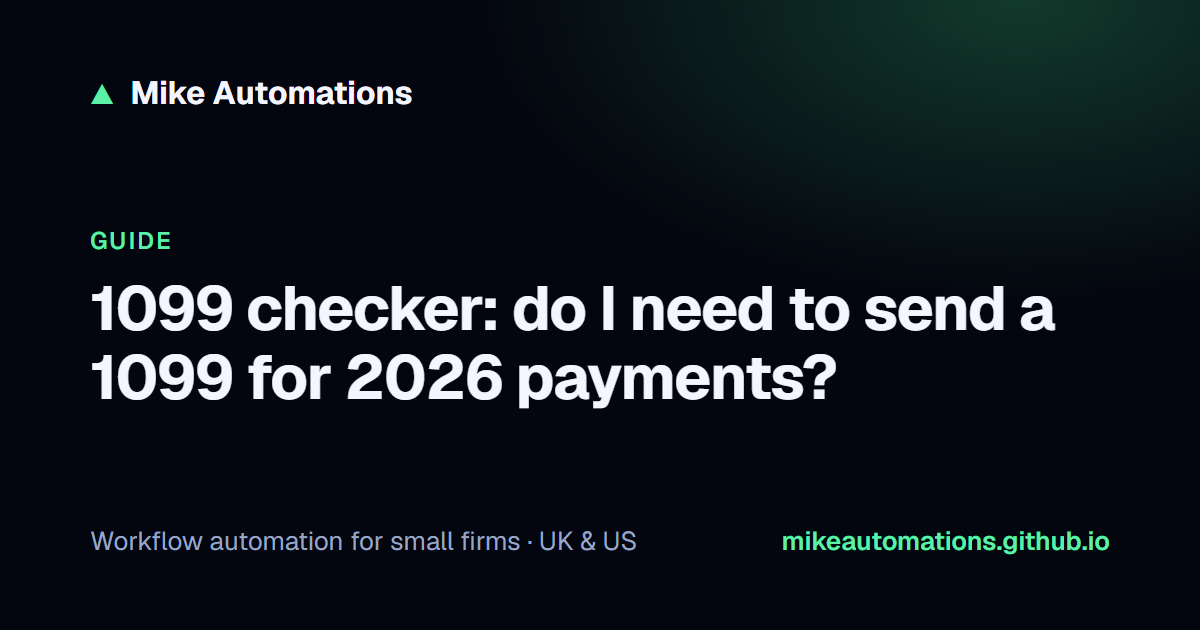 Mike Automations
GUIDE
1099 checker: do I need to send a
1099 for 2026 payments?
Workflow automation for small firms · UK & US
mikeautomations.github.io